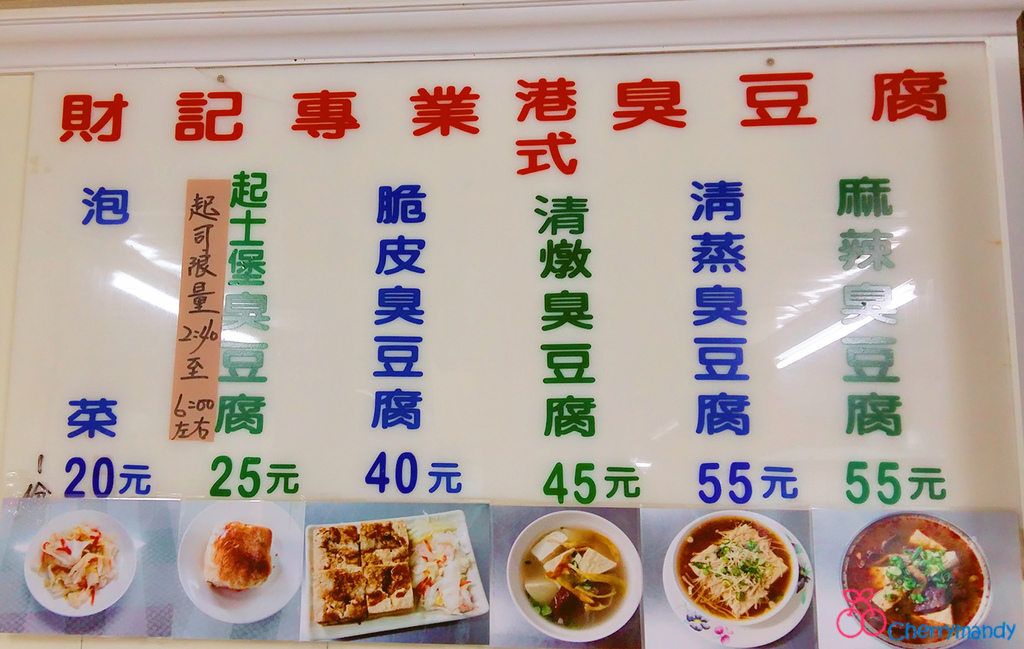 財記專業港式臭豆腐
麻辣臭豆腐
55元
清蒸臭豆腐
55元
清燉臭豆腐
45元
脆皮臭豆腐
40元
起士堡臭豆腐
25元
起司限量2:40至
6:00左右
泡菜
20元
Cherrymandy